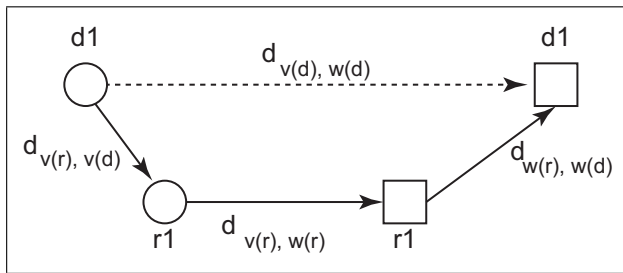 d1 d1
d v(d), w(d)
d v(r), v(d)
d w(r), w(d)
r1 r1
d v(r), w(r)